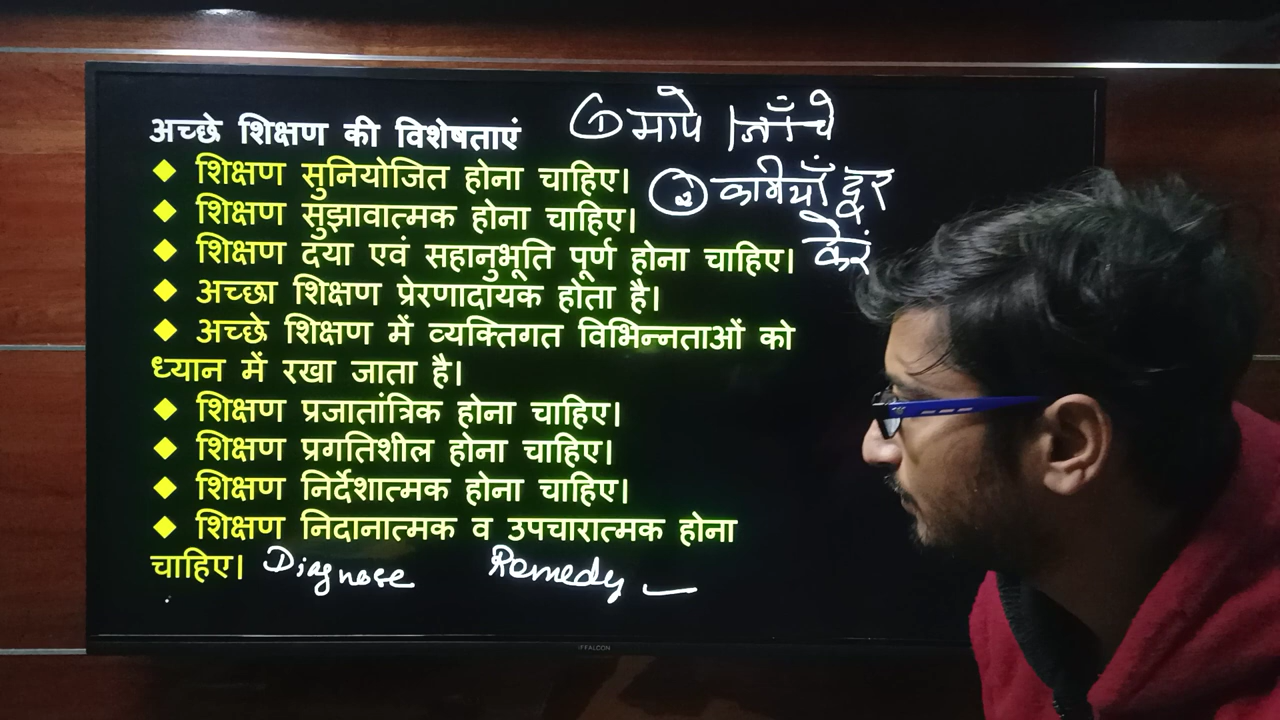 अच्छे शिक्षण की विशेषताएं
① मापे जाँचे
◆ शिक्षण सुनियोजित होना चाहिए।
② कमियाँ दूर
करें
◆ शिक्षण सुझावात्मक होना चाहिए।
◆ शिक्षण दया एवं सहानुभूति पूर्ण होना चाहिए।
◆ अच्छा शिक्षण प्रेरणादायक होता है।
◆ अच्छे शिक्षण में व्यक्तिगत विभिन्नताओं को
ध्यान में रखा जाता है।
◆ शिक्षण प्रजातांत्रिक होना चाहिए।
◆ शिक्षण प्रगतिशील होना चाहिए।
◆ शिक्षण निर्देशात्मक होना चाहिए।
◆ शिक्षण निदानात्मक व उपचारात्मक होना
चाहिए। Diagnose Remedy
iFFALCON